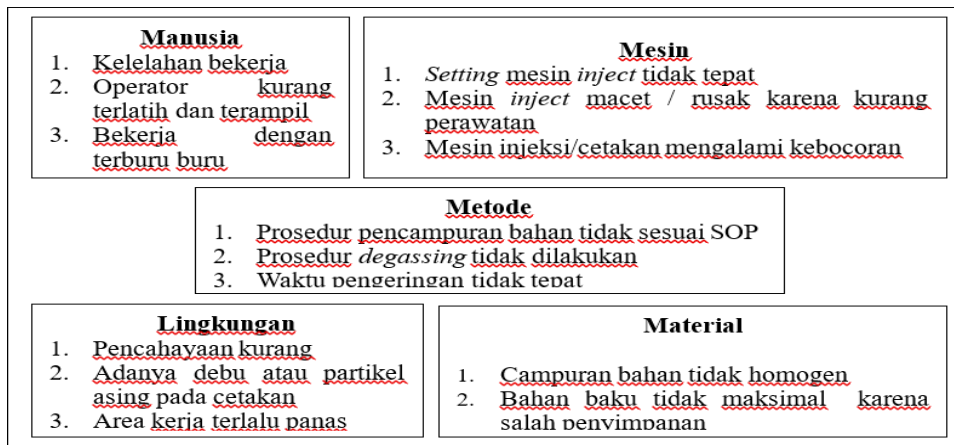 Manusia
1. Kelelahan bekerja
2. Operator kurang
terlatih dan terampil
3. Bekerja dengan
terburu buru
Mesin
1. Setting mesin inject tidak tepat
2. Mesin inject macet / rusak karena kurang
perawatan
3. Mesin injeksi/cetakan mengalami kebocoran
Metode
1. Prosedur pencampuran bahan tidak sesuai SOP
2. Prosedur degassing tidak dilakukan
3. Waktu pengeringan tidak tepat
Lingkungan
1. Pencahayaan kurang
2. Adanya debu atau partikel
asing pada cetakan
3. Area kerja terlalu panas
Material
1. Campuran bahan tidak homogen
2. Bahan baku tidak maksimal karena
salah penyimpanan